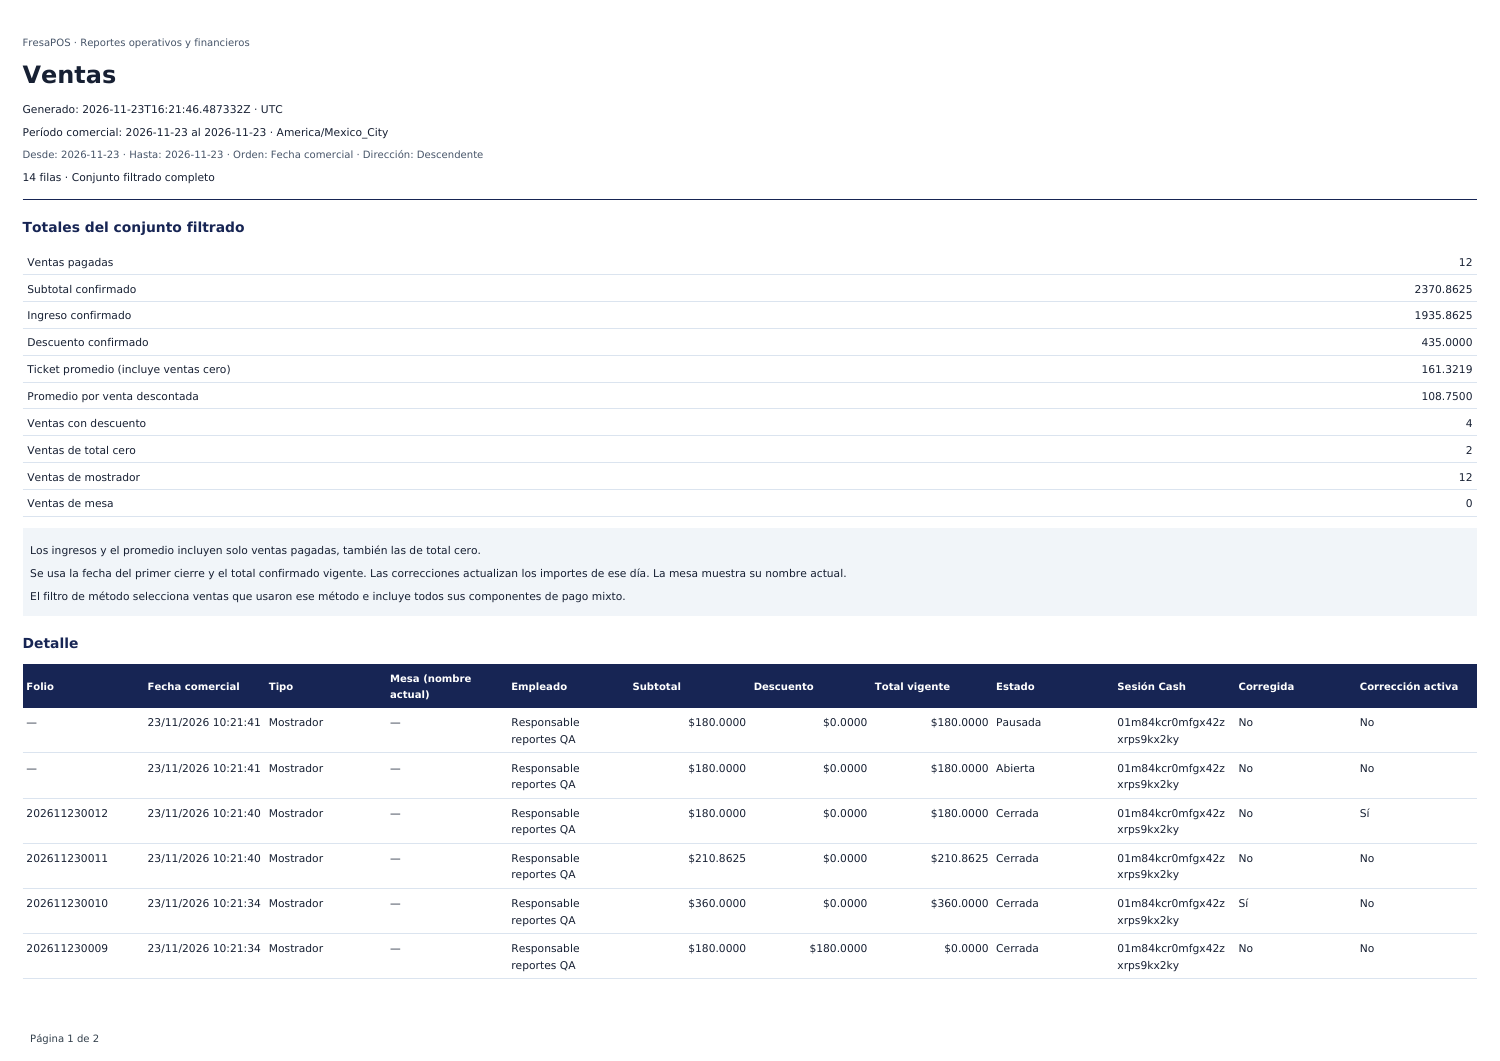 FresaPOS · Reportes operativos y financieros
Ventas
Generado: 2026-11-23T16:21:46.487332Z · UTC
Período comercial: 2026-11-23 al 2026-11-23 · America/Mexico_City
Desde: 2026-11-23 · Hasta: 2026-11-23 · Orden: Fecha comercial · Dirección: Descendente
14 filas · Conjunto filtrado completo
Totales del conjunto filtrado
Ventas pagadas 12
Subtotal confirmado 2370.8625
Ingreso confirmado 1935.8625
Descuento confirmado 435.0000
Ticket promedio (incluye ventas cero) 161.3219
Promedio por venta descontada 108.7500
Ventas con descuento 4
Ventas de total cero 2
Ventas de mostrador 12
Ventas de mesa 0
Los ingresos y el promedio incluyen solo ventas pagadas, también las de total cero.
Se usa la fecha del primer cierre y el total confirmado vigente. Las correcciones actualizan los importes de ese día. La mesa muestra su nombre actual.
El filtro de método selecciona ventas que usaron ese método e incluye todos sus componentes de pago mixto.
Detalle
Folio Fecha comercial Tipo Mesa (nombre actual) Empleado Subtotal Descuento Total vigente Estado Sesión Cash Corregida Corrección activa
— 23/11/2026 10:21:41 Mostrador — Responsable $180.0000 $0.0000 $180.0000 Pausada 01m84kcr0mfgx42z No No
reportes QA xrps9kx2ky
— 23/11/2026 10:21:41 Mostrador — Responsable $180.0000 $0.0000 $180.0000 Abierta 01m84kcr0mfgx42z No No
reportes QA xrps9kx2ky
202611230012 23/11/2026 10:21:40 Mostrador — Responsable $180.0000 $0.0000 $180.0000 Cerrada 01m84kcr0mfgx42z No Sí
reportes QA xrps9kx2ky
202611230011 23/11/2026 10:21:40 Mostrador — Responsable $210.8625 $0.0000 $210.8625 Cerrada 01m84kcr0mfgx42z No No
reportes QA xrps9kx2ky
202611230010 23/11/2026 10:21:34 Mostrador — Responsable $360.0000 $0.0000 $360.0000 Cerrada 01m84kcr0mfgx42z Sí No
reportes QA xrps9kx2ky
202611230009 23/11/2026 10:21:34 Mostrador — Responsable $180.0000 $180.0000 $0.0000 Cerrada 01m84kcr0mfgx42z No No
reportes QA xrps9kx2ky
Página 1 de 2